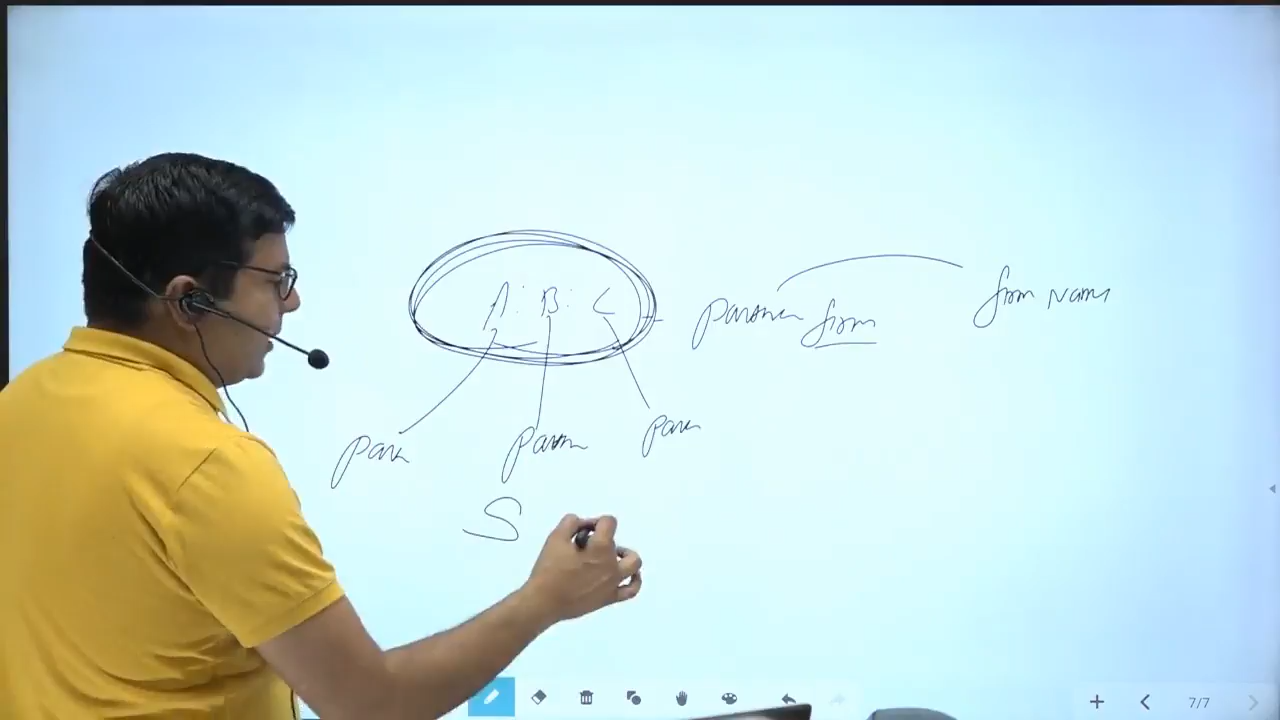 A : B : C
Partner firm
firm Name
Part
Partn
Part
S
7/7